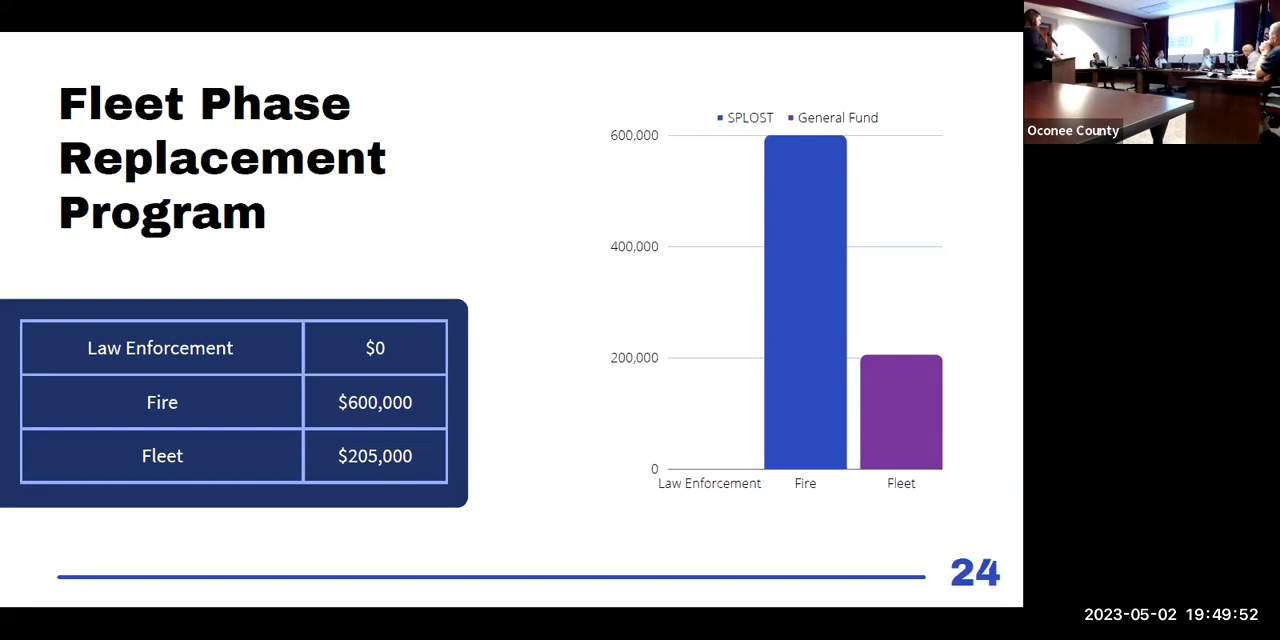 Fleet Phase
Replacement
Program
Law Enforcement $0
Fire $600,000
Fleet $205,000
SPLOST General Fund
600,000
400,000
200,000
0
Law Enforcement Fire Fleet
24
Oconee County
2023-05-02 19:49:52